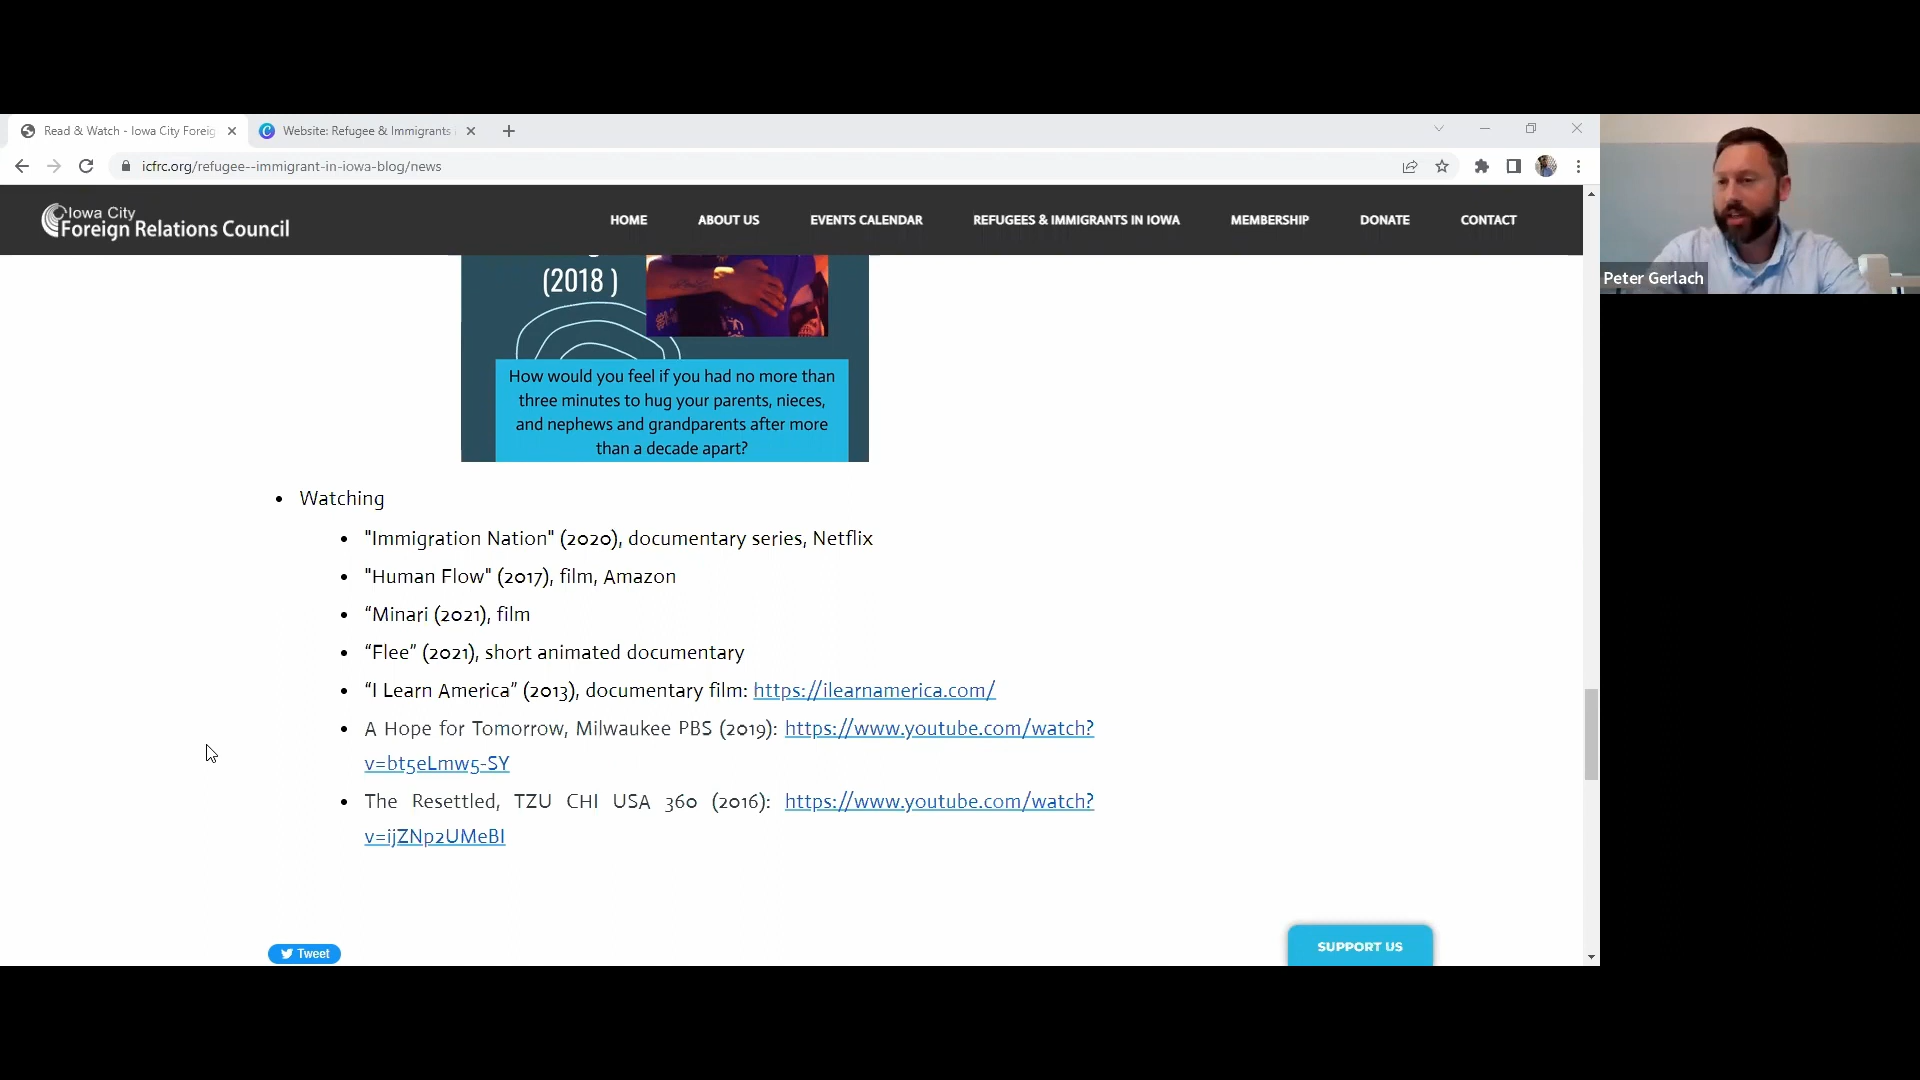 Read & Watch - Iowa City Foreig
Website: Refugee & Immigrants
icfrc.org/refugee--immigrant-in-iowa-blog/news
Iowa City
Foreign Relations Council
HOME
ABOUT US
EVENTS CALENDAR
REFUGEES & IMMIGRANTS IN IOWA
MEMBERSHIP
DONATE
CONTACT
Peter Gerlach
(2018 )
How would you feel if you had no more than
three minutes to hug your parents, nieces,
and nephews and grandparents after more
than a decade apart?
• Watching
• "Immigration Nation" (2020), documentary series, Netflix
• "Human Flow" (2017), film, Amazon
• “Minari (2021), film
• “Flee” (2021), short animated documentary
• “I Learn America” (2013), documentary film: https://ilearnamerica.com/
• A Hope for Tomorrow, Milwaukee PBS (2019): https://www.youtube.com/watch?
v=bt5eLmw5-SY
• The Resettled, TZU CHI USA 360 (2016): https://www.youtube.com/watch?
v=ijZNp2UMeBI
Tweet
SUPPORT US